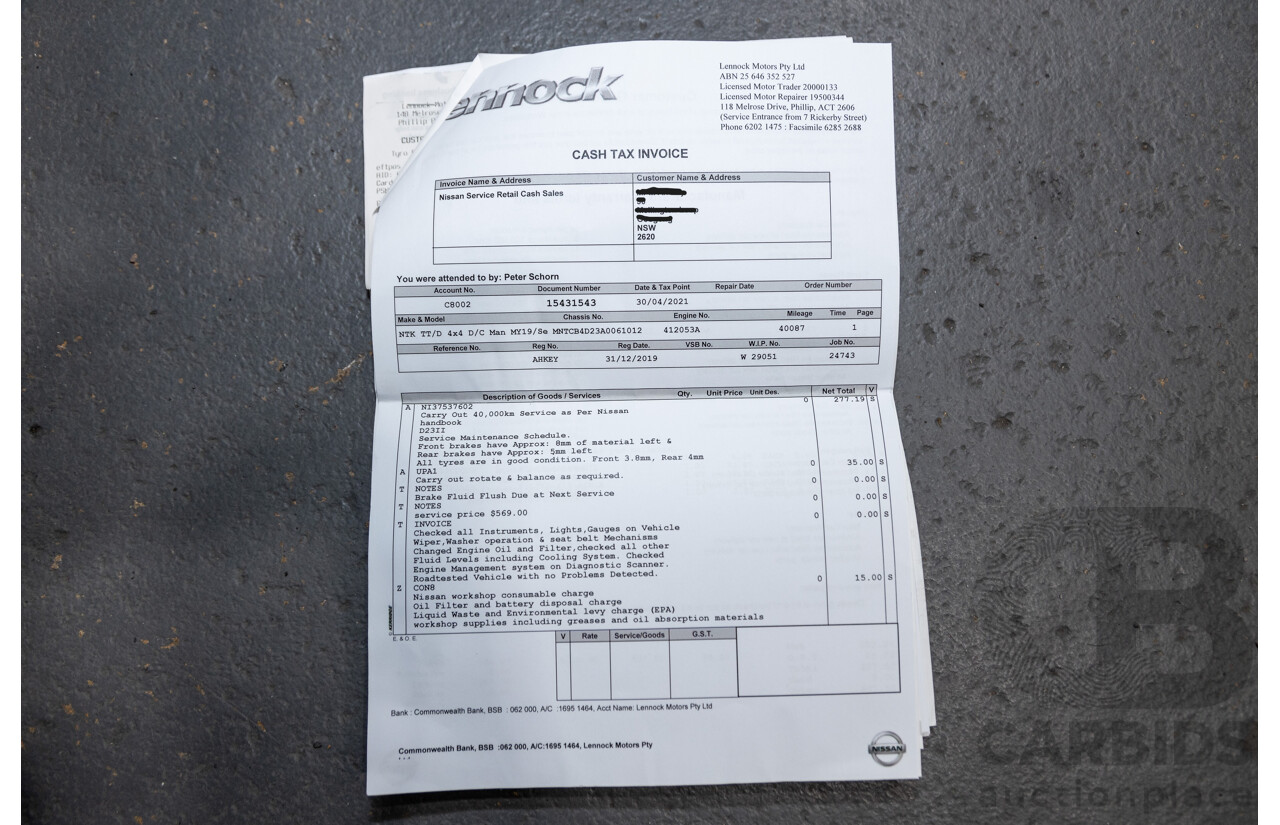 Lennock
Lennock Motors Pty Ltd
ABN 25 646 352 527
Licensed Motor Trader 20000133
Licensed Motor Repairer 19500344
118 Melrose Drive, Phillip, ACT 2606
(Service Entrance from 7 Rickerby Street)
Phone 6202 1475 : Facsimile 6285 2688
140 Melrose
Phillip
CUST
eftpos
CASH TAX INVOICE
Invoice Name & Address Customer Name & Address
Nissan Service Retail Cash Sales
NSW
2620
You were attended to by: Peter Schorn
Account No. Document Number Date & Tax Point Repair Date Order Number
CB002 15431543 30/04/2021
Make & Model Chassis No. Engine No. Mileage Time Page
NTK TT/D 4x4 D/C Man MY19/Se MNTCB4D23A0061012 412053A 40087 1
Reference No. Reg No. Reg Date. VSB No. W.I.P. No. Job No.
AHKEY 31/12/2019 W 29051 24743
Description of Goods / Services Qty. Unit Price Unit Des. Net Total V
A NI37537602 0 277.19 S
Carry Out 40,000km Service as Per Nissan
handbook
D23II
Service Maintenance Schedule.
Front brakes have Approx: 8mm of material left &
Rear brakes have Approx: 5mm left
All tyres are in good condition. Front 3.8mm, Rear 4mm
A UPA1 0 35.00 S
Carry out rotate & balance as required.
T NOTES 0 0.00 S
Brake Fluid Flush Due at Next Service
T NOTES 0 0.00 S
service price $569.00
T INVOICE 0 0.00 S
Checked all Instruments, Lights,Gauges on Vehicle
Wiper,Washer operation & seat belt Mechanisms
Changed Engine Oil and Filter,checked all other
Fluid Levels including Cooling System. Checked
Engine Management system on Diagnostic Scanner.
Roadtested Vehicle with no Problems Detected.
Z CON8 0 15.00 S
Nissan workshop consumable charge
Oil Filter and battery disposal charge
Liquid Waste and Environmental levy charge (EPA)
workshop supplies including greases and oil absorption materials
E. & O. E.
V Rate Service/Goods G.S.T.
Bank : Commonwealth Bank, BSB : 062 000, A/C :1695 1464, Acct Name: Lennock Motors Pty Ltd
Commonwealth Bank, BSB :062 000, A/C:1695 1464, Lennock Motors Pty
NISSAN
CARBIDS
auctionplace